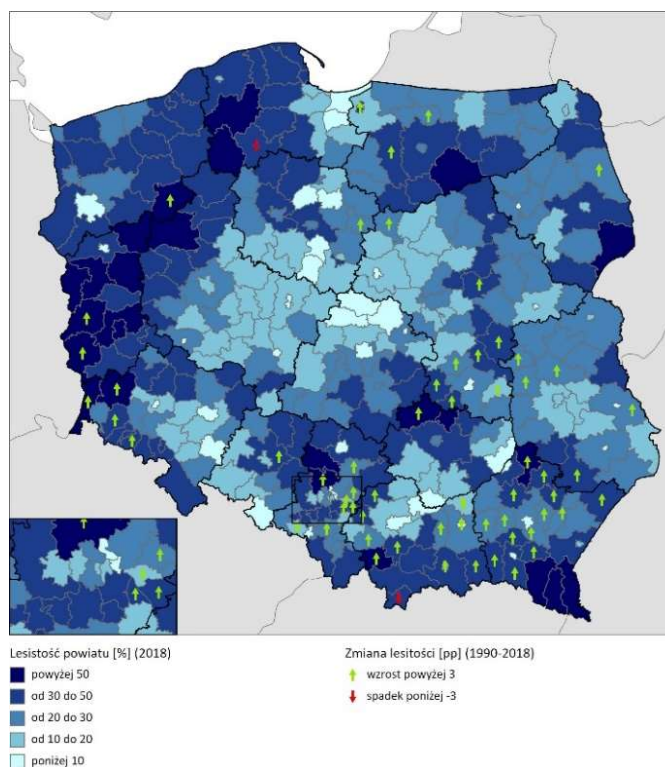 Lesistość powiatu [%] (2018)
powyżej 50
od 30 do 50
od 20 do 30
od 10 do 20
poniżej 10
Zmiana lesitości [pp] (1990-2018)
wzrost powyżej 3
spadek poniżej -3